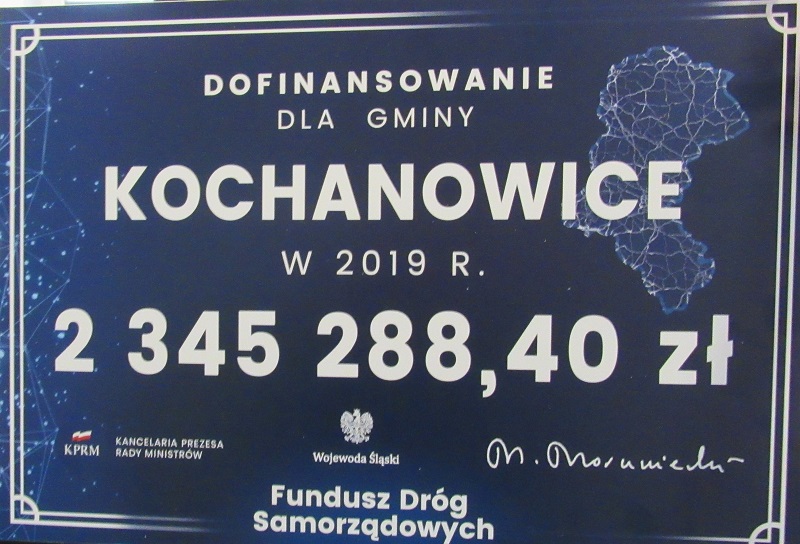 DOFINANSOWANIE
DLA GMINY
KOCHANOWICE
W 2019 R.
2 345 288,40 zł
KPRM
KANCELARIA PREZESA
RADY MINISTRÓW
Wojewoda Śląski
M. Morawiecki
Fundusz Dróg
Samorządowych